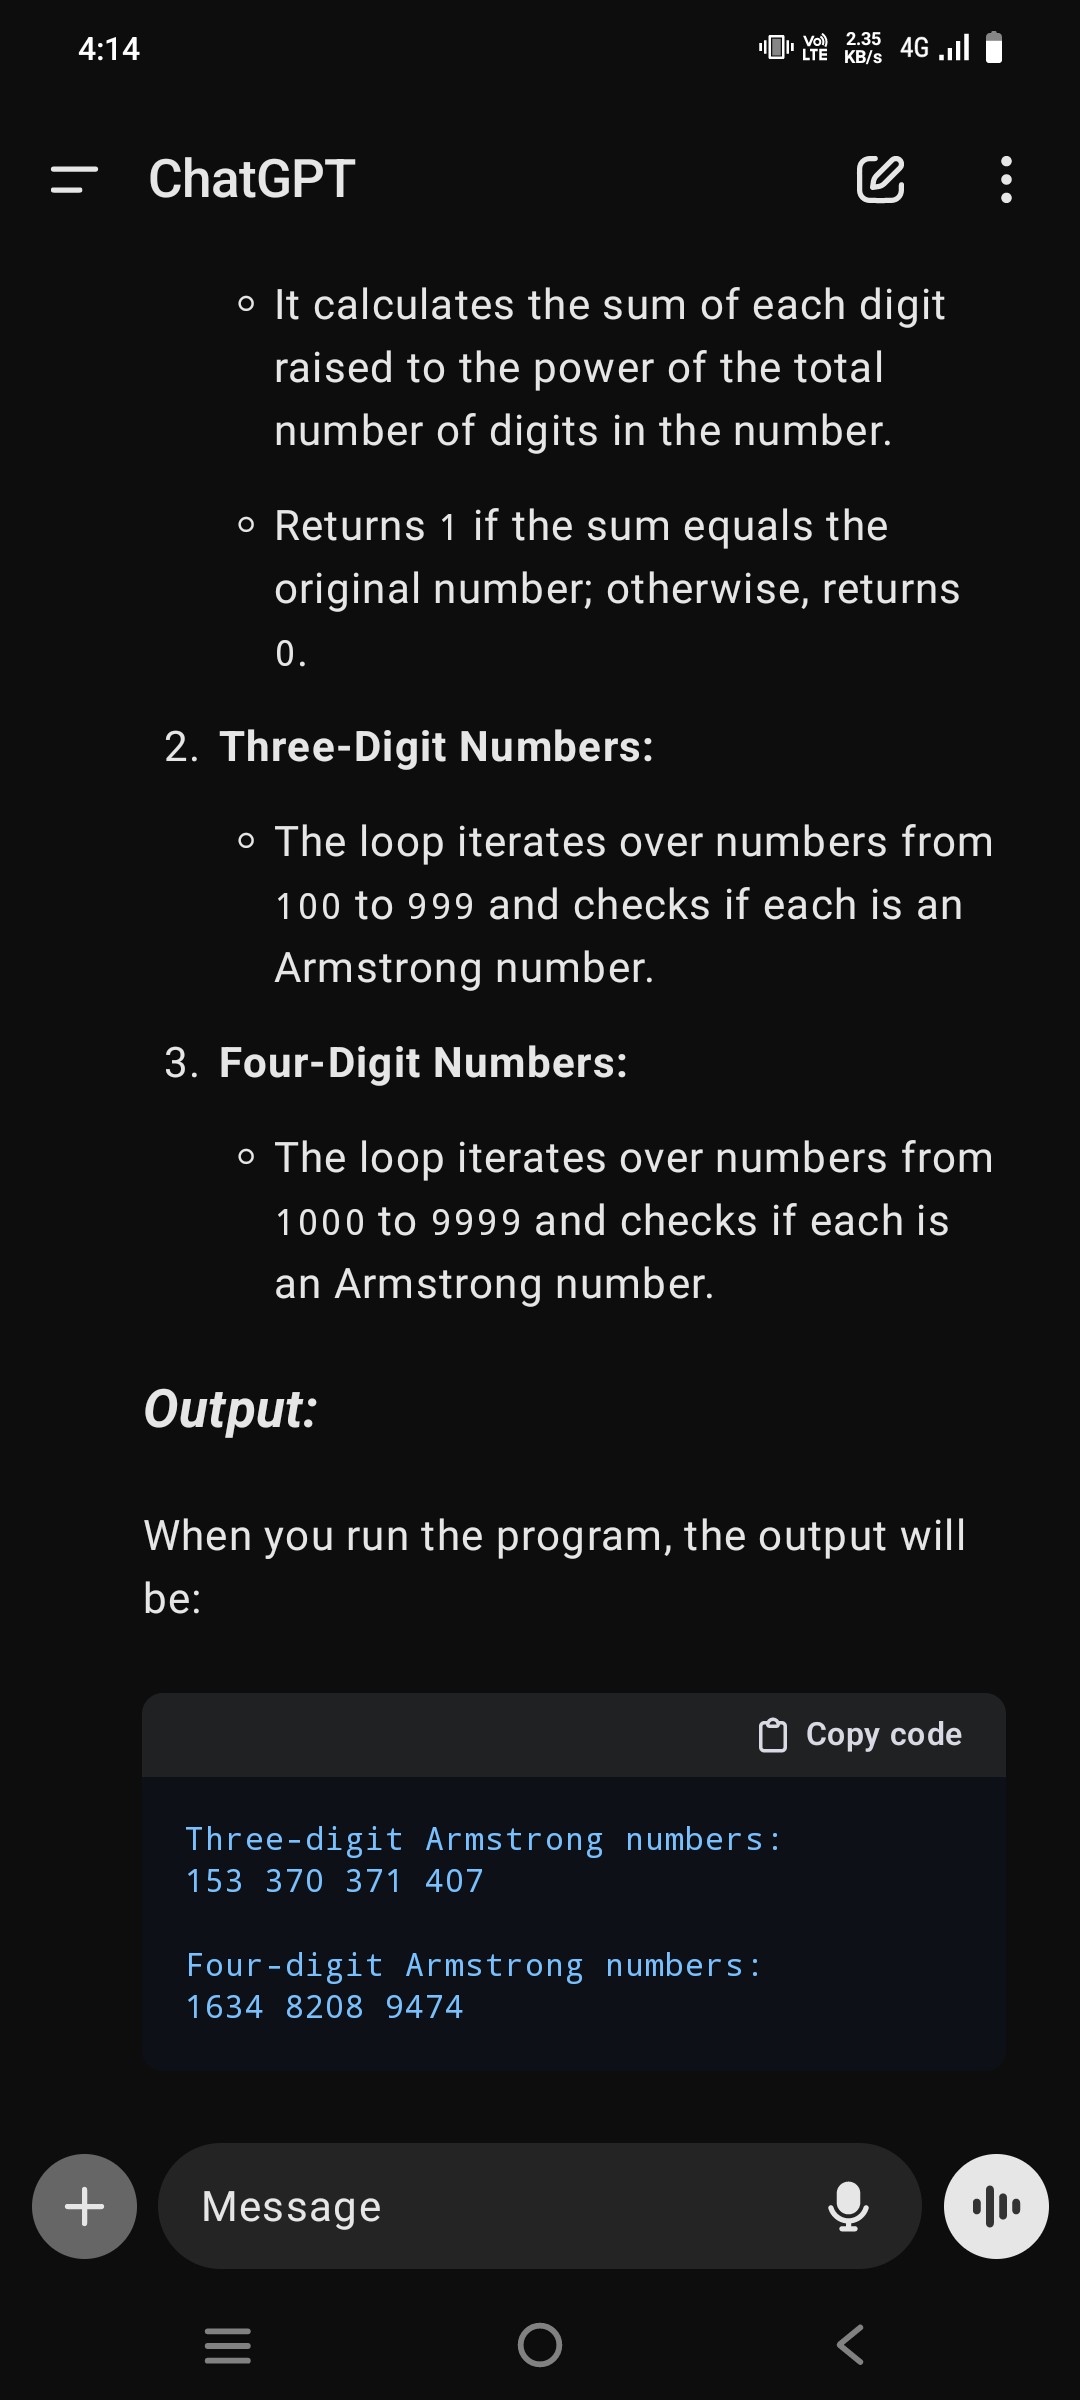 4:14
Vo))
LTE
2.35
KB/s
4G
ChatGPT
It calculates the sum of each digit
raised to the power of the total
number of digits in the number.
Returns 1 if the sum equals the
original number; otherwise, returns
0.
2. Three-Digit Numbers:
The loop iterates over numbers from
100 to 999 and checks if each is an
Armstrong number.
3. Four-Digit Numbers:
The loop iterates over numbers from
1000 to 9999 and checks if each is
an Armstrong number.
Output:
When you run the program, the output will
be:
Copy code
Three-digit Armstrong numbers:
153 370 371 407
Four-digit Armstrong numbers:
1634 8208 9474
Message